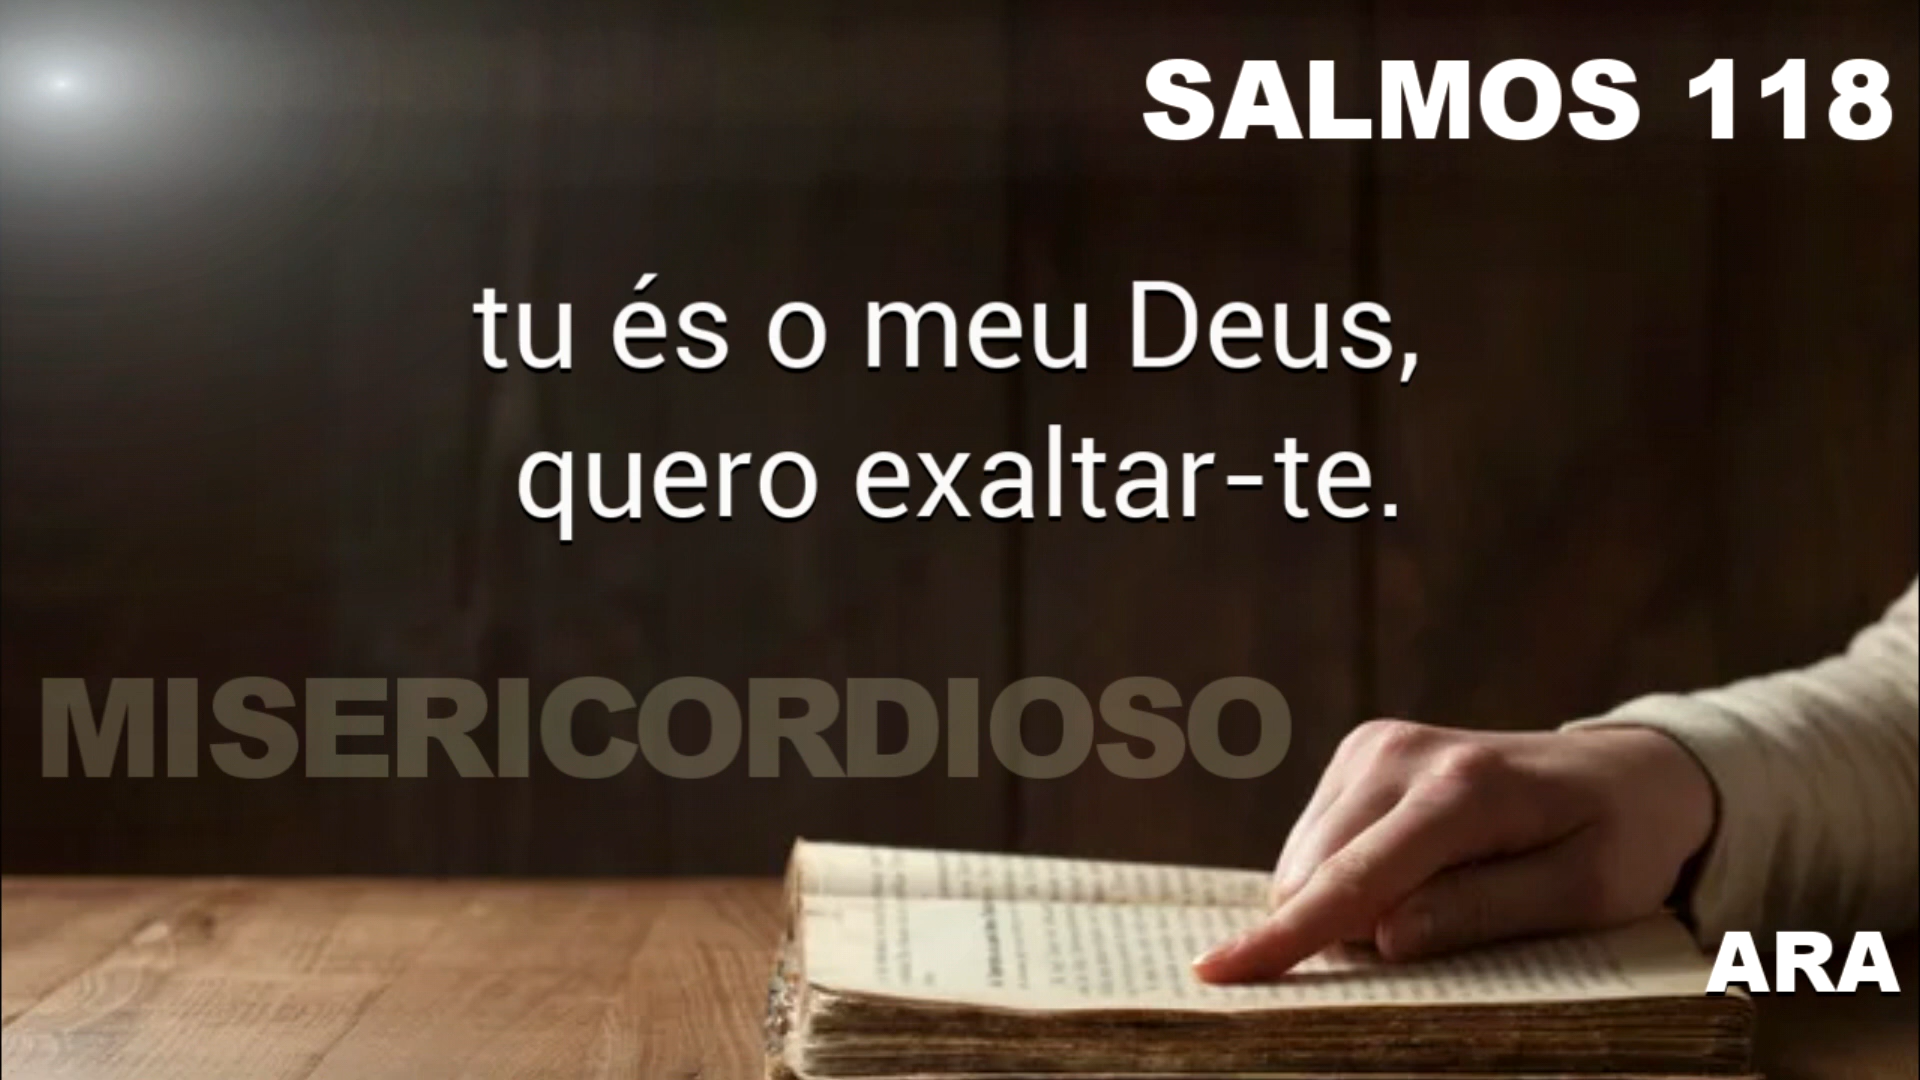 SALMOS 118
tu és o meu Deus,
quero exaltar-te.
MISERICORDIOSO
ARA